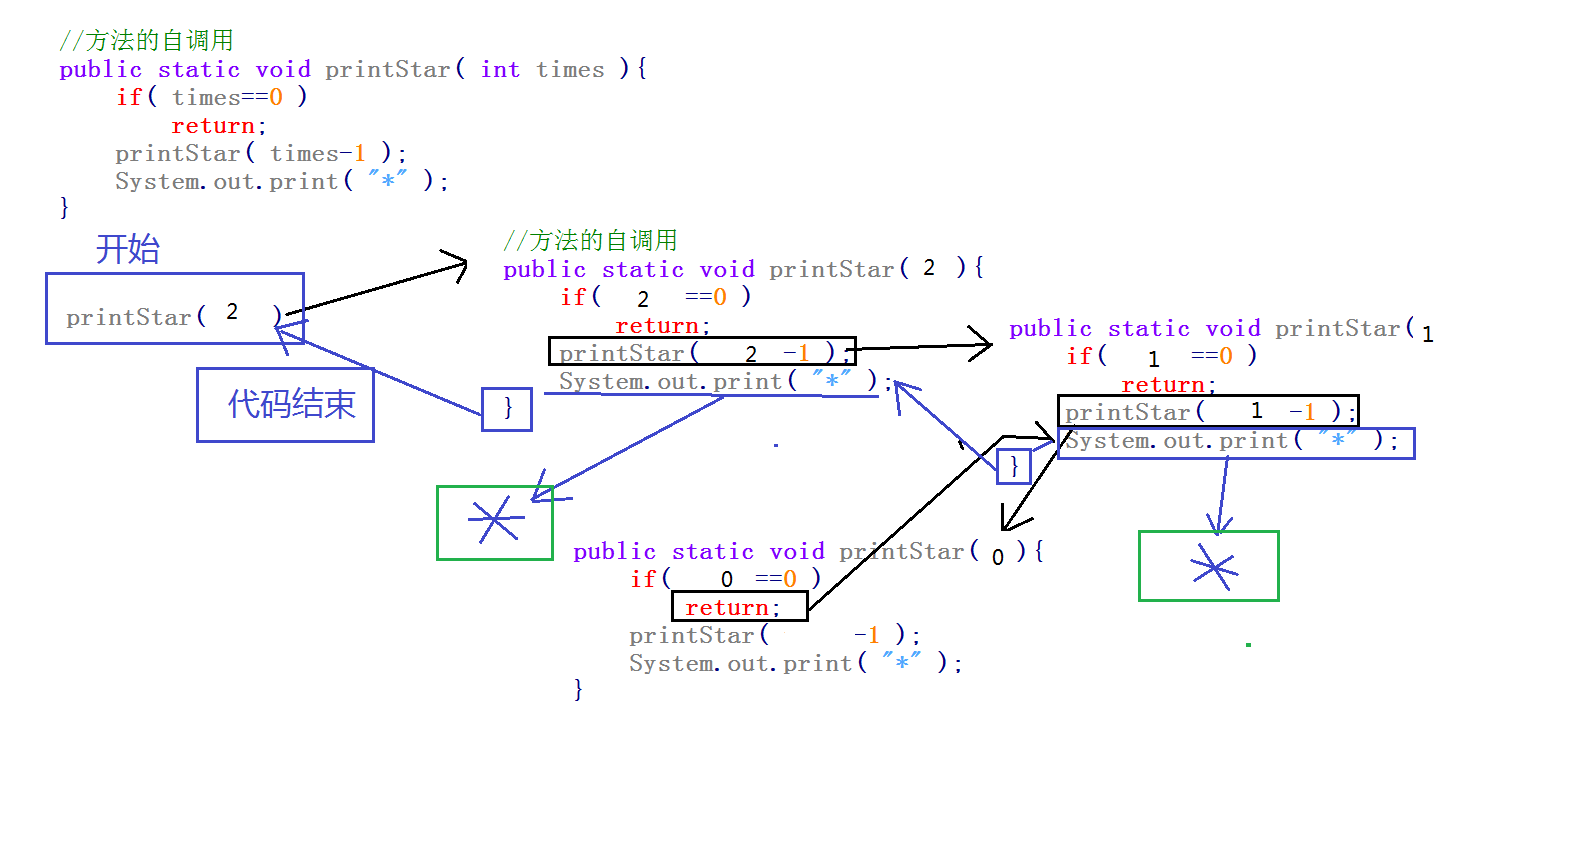 //方法的自调用
public static void printStar( int times ){
if( times==0 )
return;
printStar( times-1 );
System.out.print( "*" );
}
开始
printStar( 2 )
代码结束
//方法的自调用
public static void printStar( 2 ){
if( 2 ==0 )
return;
printStar( 2 -1 );
System.out.print( "*" );
}
*
public static void printStar( 1
if( 1 ==0 )
return;
printStar( 1 -1 );
System.out.print( "*" );
}
*
public static void printStar( 0 ){
if( 0 ==0 )
return;
printStar( -1 );
System.out.print( "*" );
}